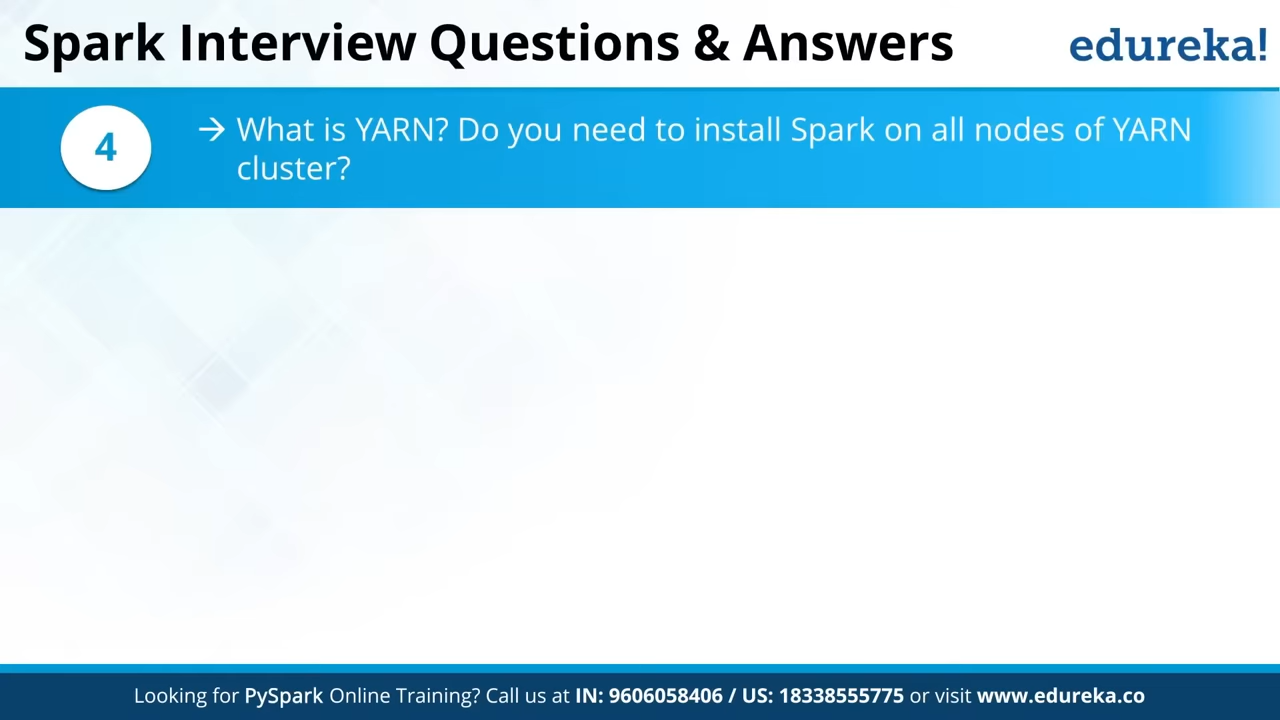 Spark Interview Questions & Answers
edureka!
4
→ What is YARN? Do you need to install Spark on all nodes of YARN
cluster?
Looking for PySpark Online Training? Call us at IN: 9606058406 / US: 18338555775 or visit www.edureka.co